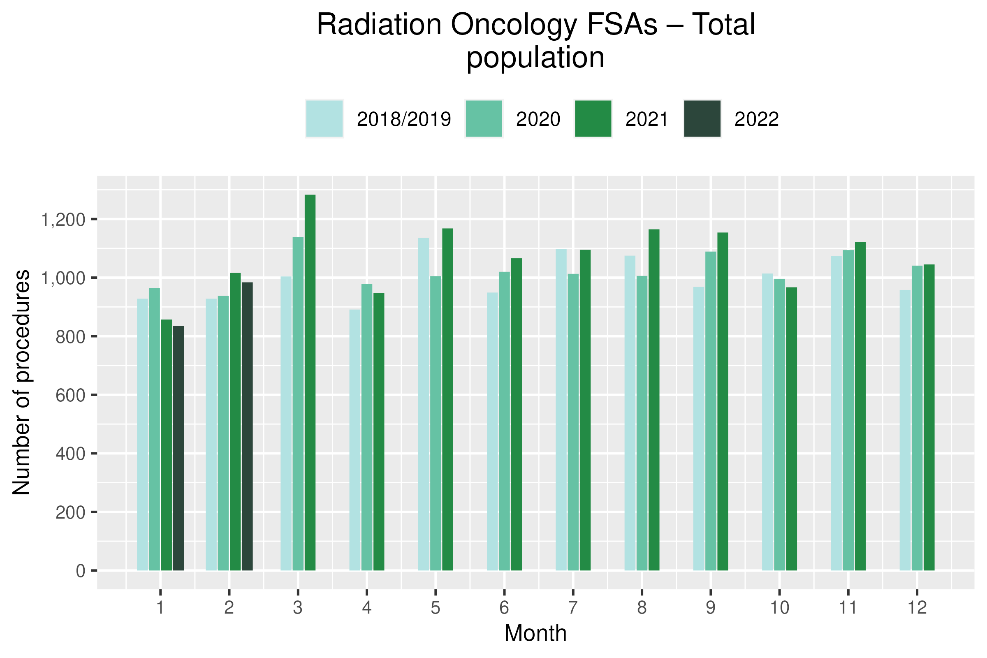 Radiation Oncology FSAs – Total
population
2018/2019 2020 2021 2022
Number of procedures
1,200
1,000
800
600
400
200
0
1 2 3 4 5 6 7 8 9 10 11 12
Month